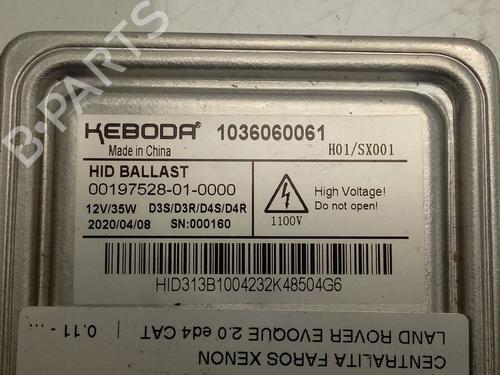 KEBODA® 1036060061
Made in China
H01/SX001
HID BALLAST
00197528-01-0000
12V/35W D3S/D3R/D4S/D4R
2020/04/08 SN:000160
1100V
High Voltage!
Do not open!
HID313B1004232K48504G6
CENTRALITA FAROS XENON
LAND ROVER EVOQUE 2.0 ed4 CAT
0.11 - ...
B-PARTS